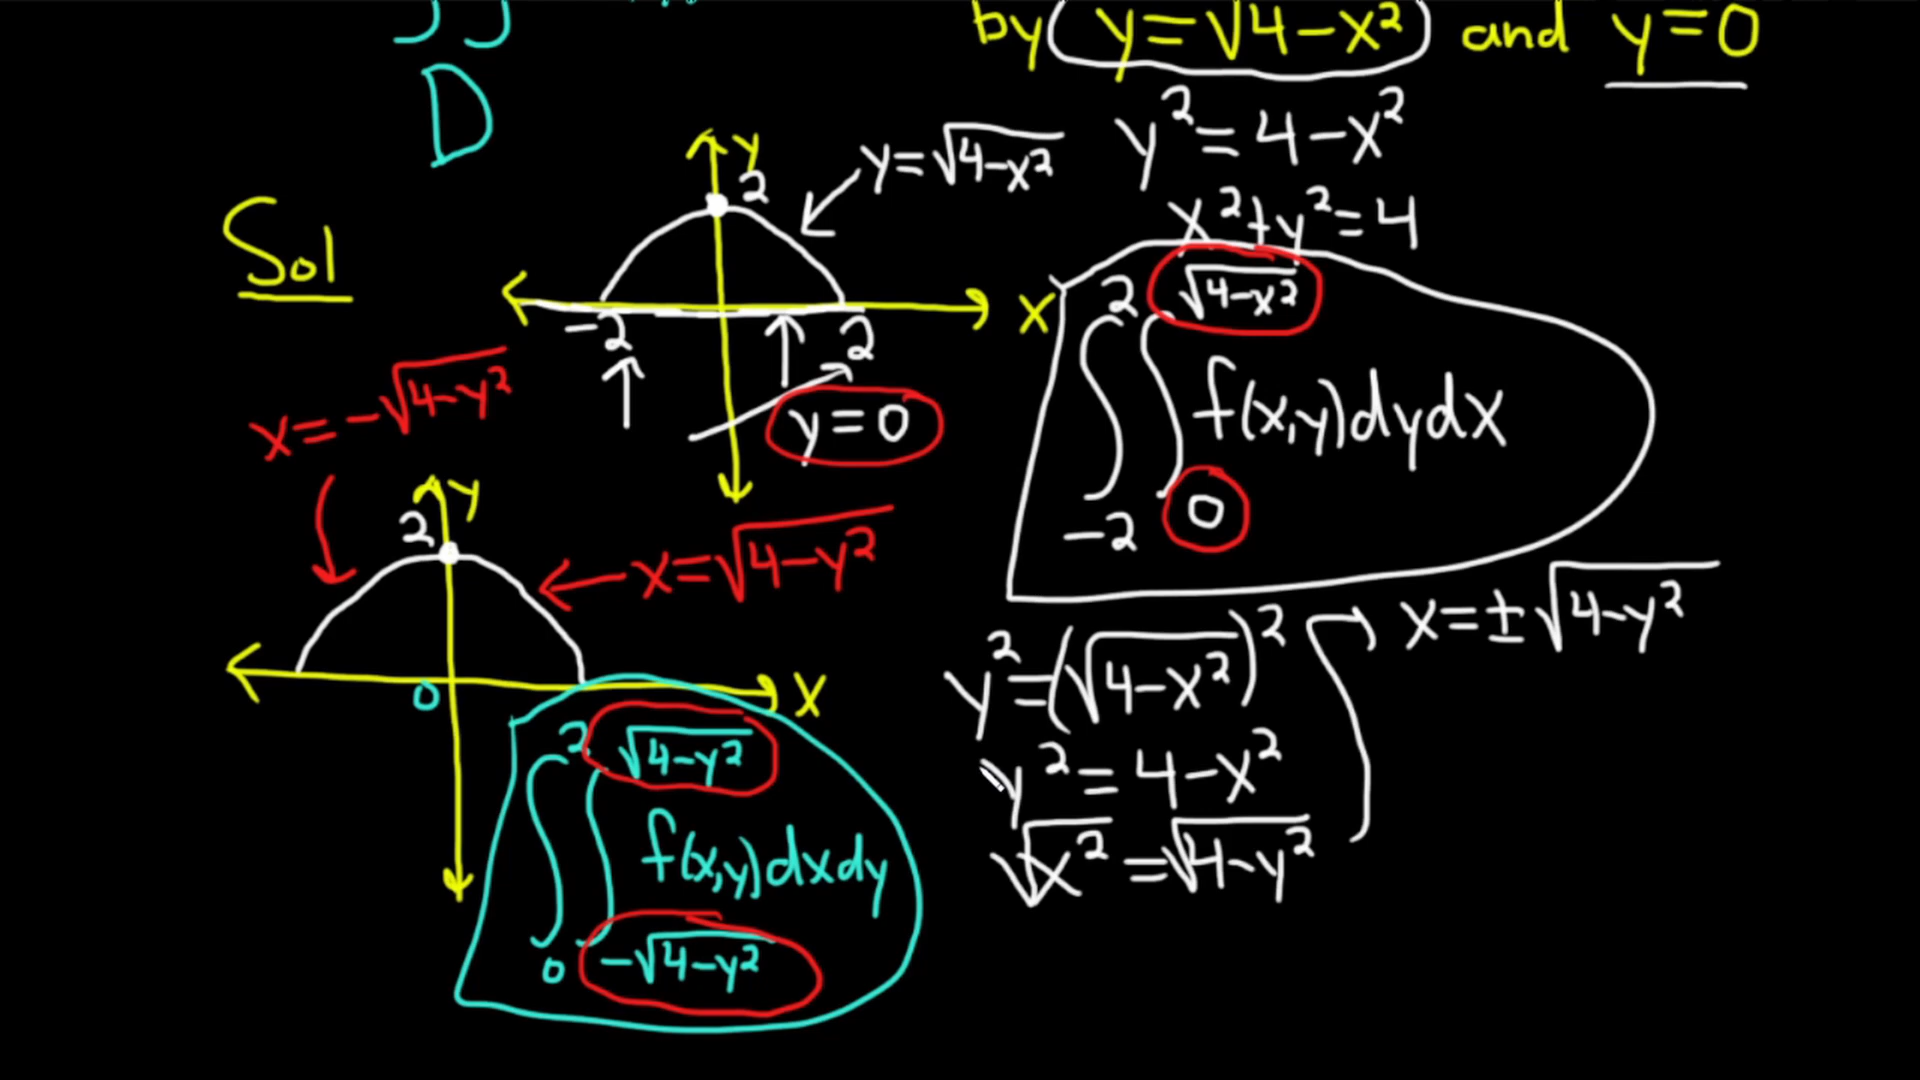 by y=√4-x² and y=0
D
y² = 4-x²
x²+y²=4
Sol
y
2
y=√4-x²
x
-2
2
y=0
2 √4-x²
∫ ∫ f(x,y)dydx
-2 0
x=-√4-y²
y
2
x=√4-y²
x
0
2 √4-y²
∫ ∫ f(x,y)dxdy
0 -√4-y²
y²=(√4-x²)²
y²=4-x²
√x²=√4-y²
x=±√4-y²